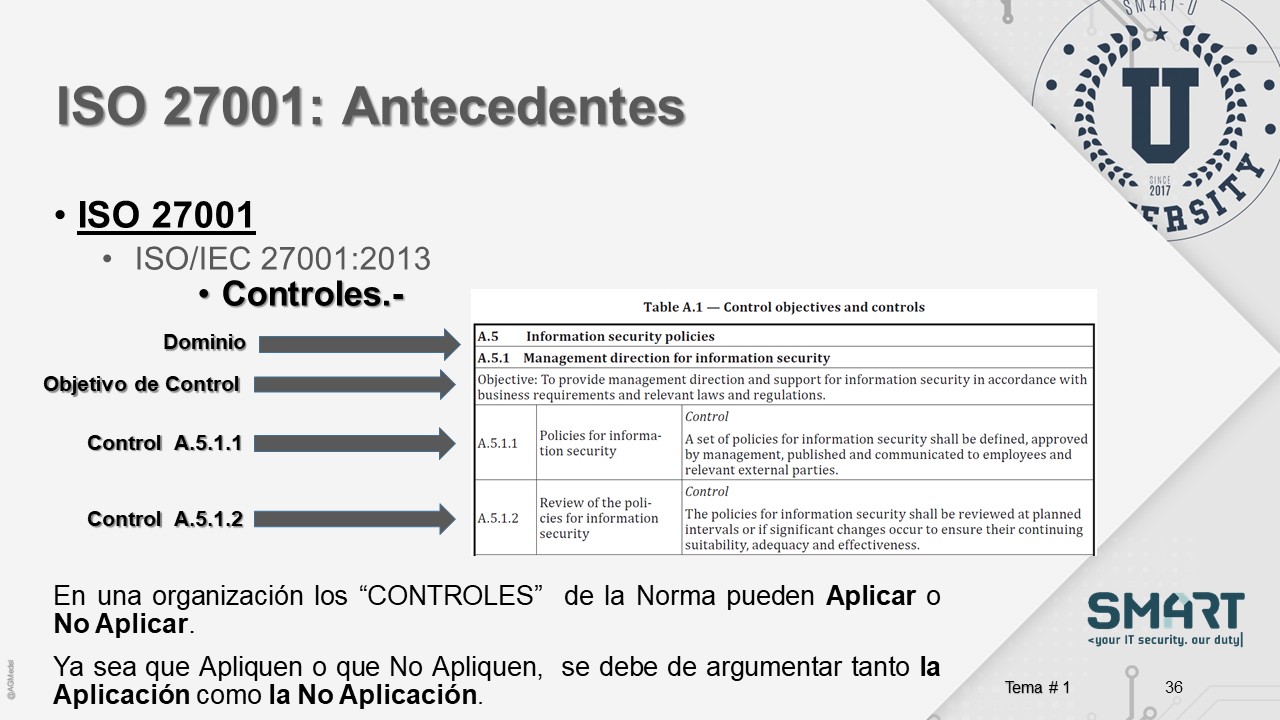 SM4RT-U
ISO 27001: Antecedentes
U
SINCE
2017
ERSITY
• ISO 27001
• ISO/IEC 27001:2013
• Controles.-
Table A.1 — Control objectives and controls
Dominio
A.5 Information security policies
A.5.1 Management direction for information security
Objetivo de Control
Objective: To provide management direction and support for information security in accordance with
business requirements and relevant laws and regulations.
Control A.5.1.1
A.5.1.1
Policies for informa-
tion security
Control
A set of policies for information security shall be defined, approved
by management, published and communicated to employees and
relevant external parties.
Control A.5.1.2
A.5.1.2
Review of the poli-
cies for information
security
Control
The policies for information security shall be reviewed at planned
intervals or if significant changes occur to ensure their continuing
suitability, adequacy and effectiveness.
En una organización los “CONTROLES” de la Norma pueden Aplicar o
No Aplicar.
Ya sea que Apliquen o que No Apliquen, se debe de argumentar tanto la
Aplicación como la No Aplicación.
SM4RT
<your IT security. our duty|
@AGMedel
Tema # 1
36